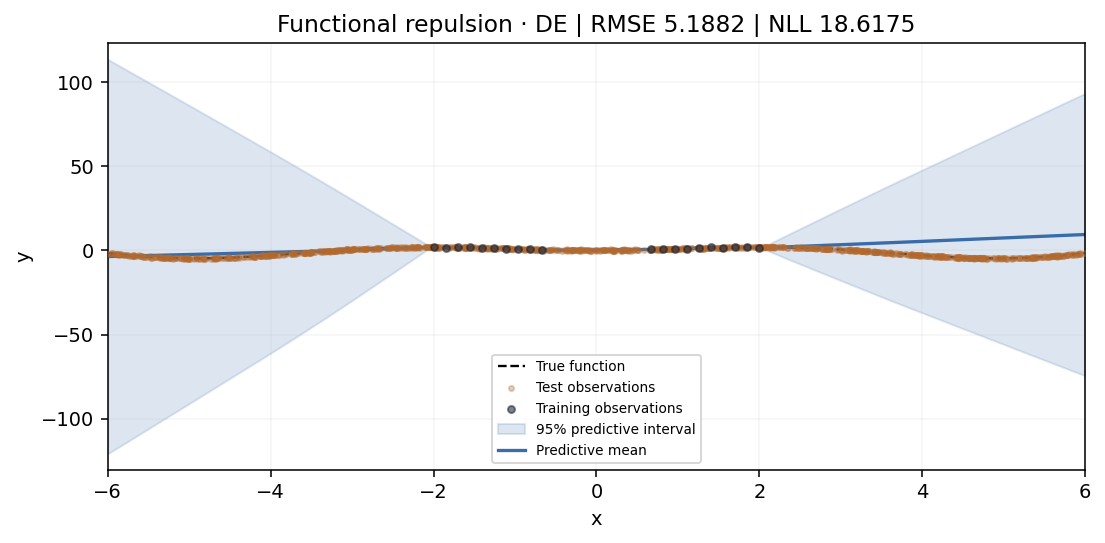 Functional repulsion · DE | RMSE 5.1882 | NLL 18.6175
100
50
0
−50
−100
y
True function
Test observations
Training observations
95% predictive interval
Predictive mean
−6
−4
−2
0
2
4
6
x